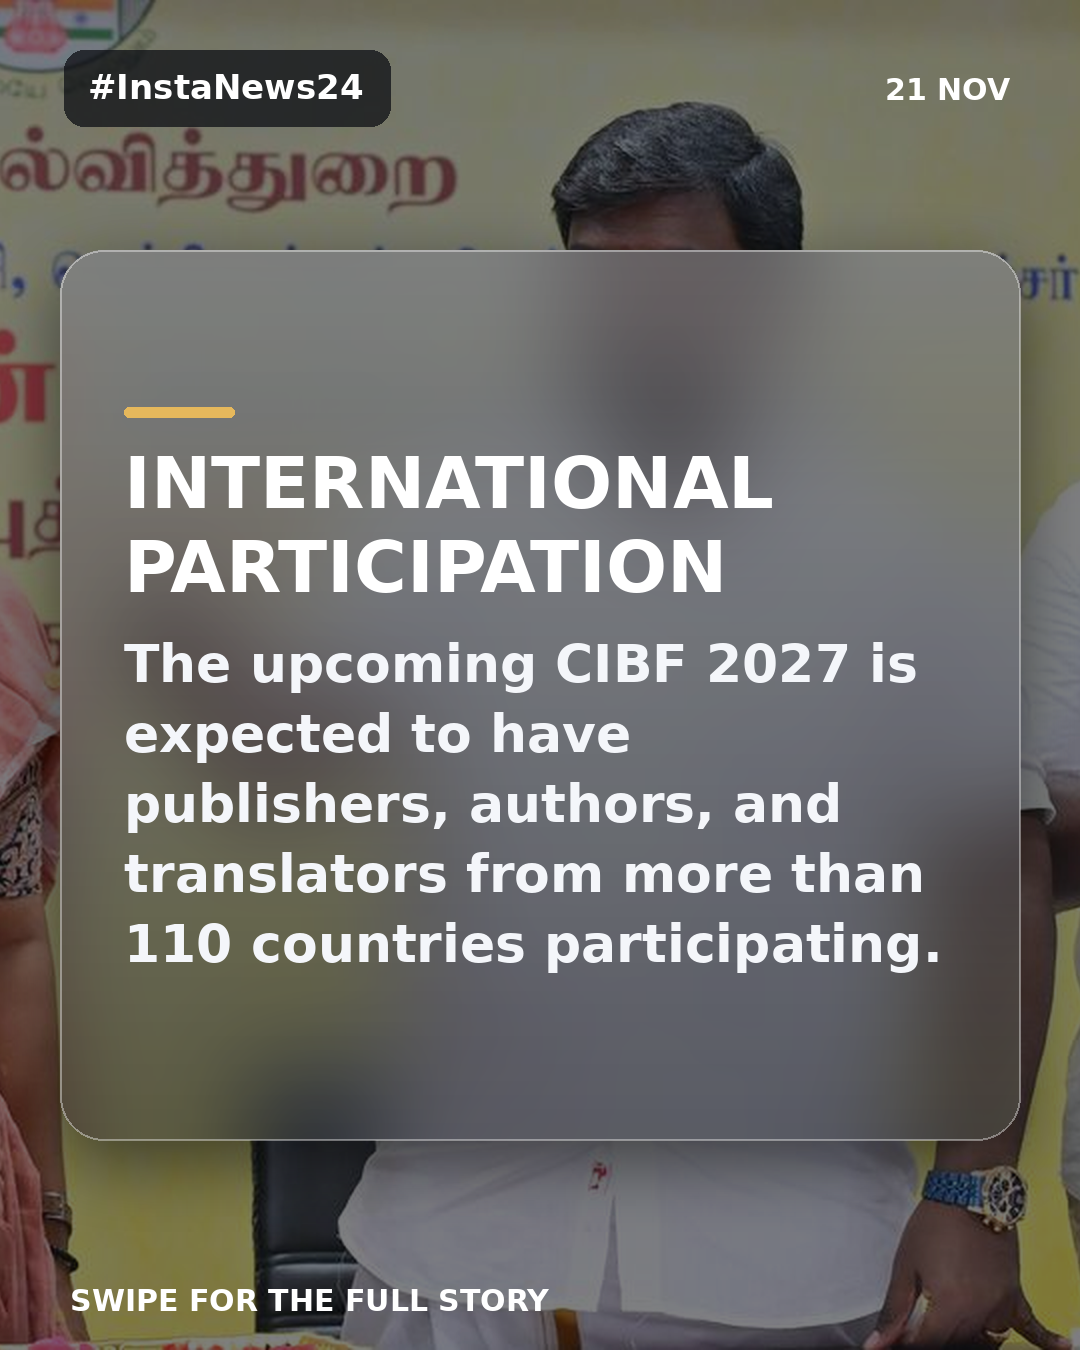 #InstaNews24
21 NOV
ல்வித்துறை
INTERNATIONAL
PARTICIPATION
The upcoming CIBF 2027 is
expected to have
publishers, authors, and
translators from more than
110 countries participating.
SWIPE FOR THE FULL STORY